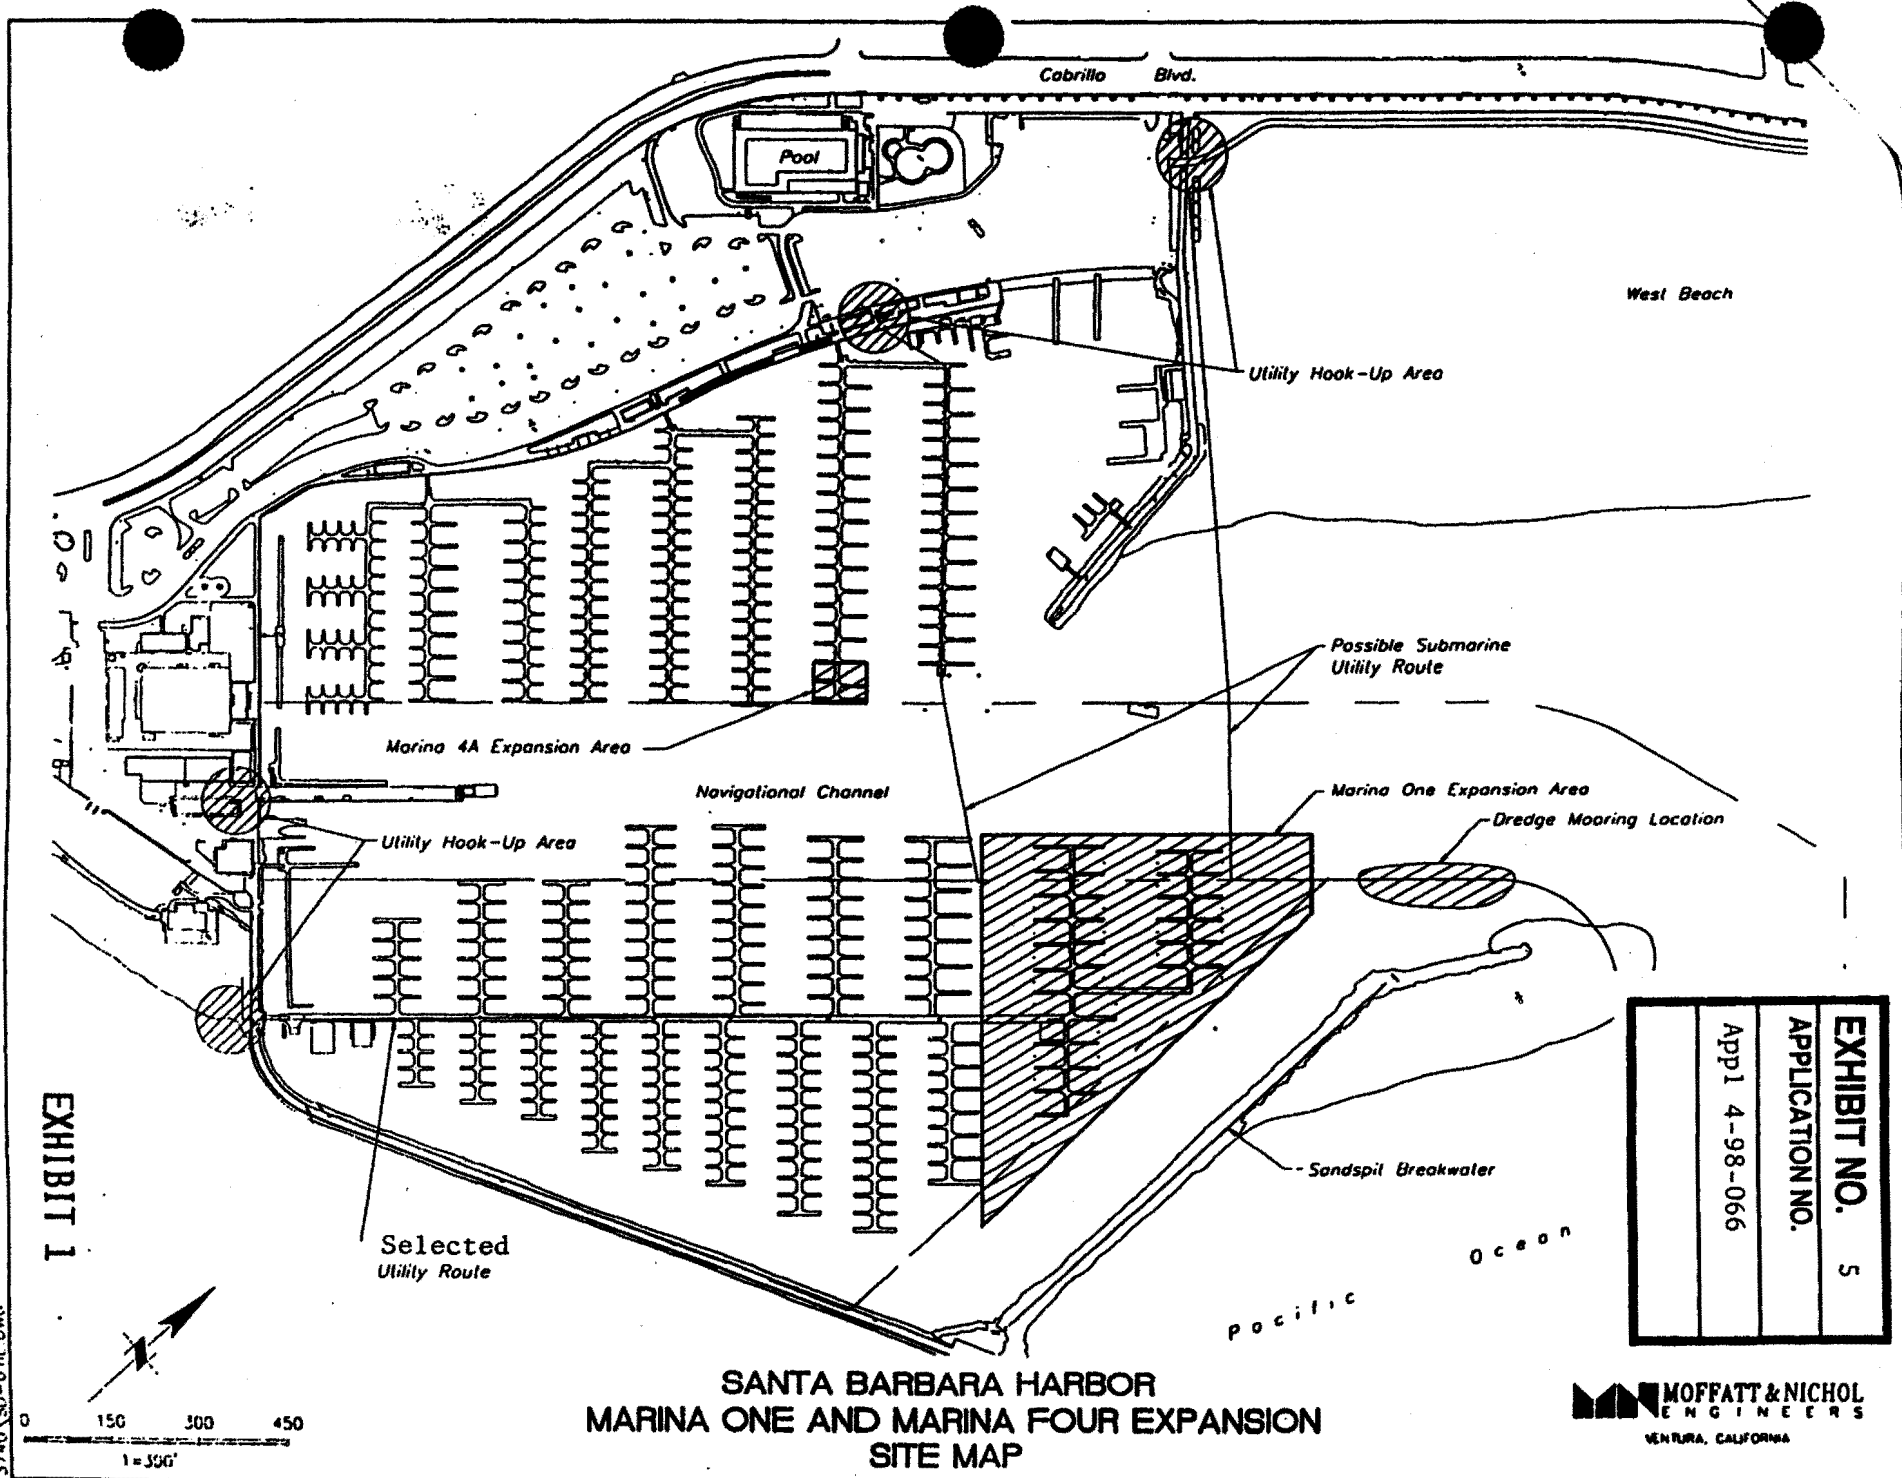 Cabrillo Blvd.
Pool
West Beach
Utility Hook-Up Area
Possible Submarine
Utility Route
Marina 4A Expansion Area
Navigational Channel
Marina One Expansion Area
Dredge Mooring Location
Utility Hook-Up Area
Sandspit Breakwater
Selected
Utility Route
Pacific Ocean
EXHIBIT 1
EXHIBIT NO. 5
APPLICATION NO.
Appl 4-98-066
N
0 150 300 450
1=300'
SANTA BARBARA HARBOR
MARINA ONE AND MARINA FOUR EXPANSION
SITE MAP
MOFFATT & NICHOL
ENGINEERS
VENTURA, CALIFORNIA